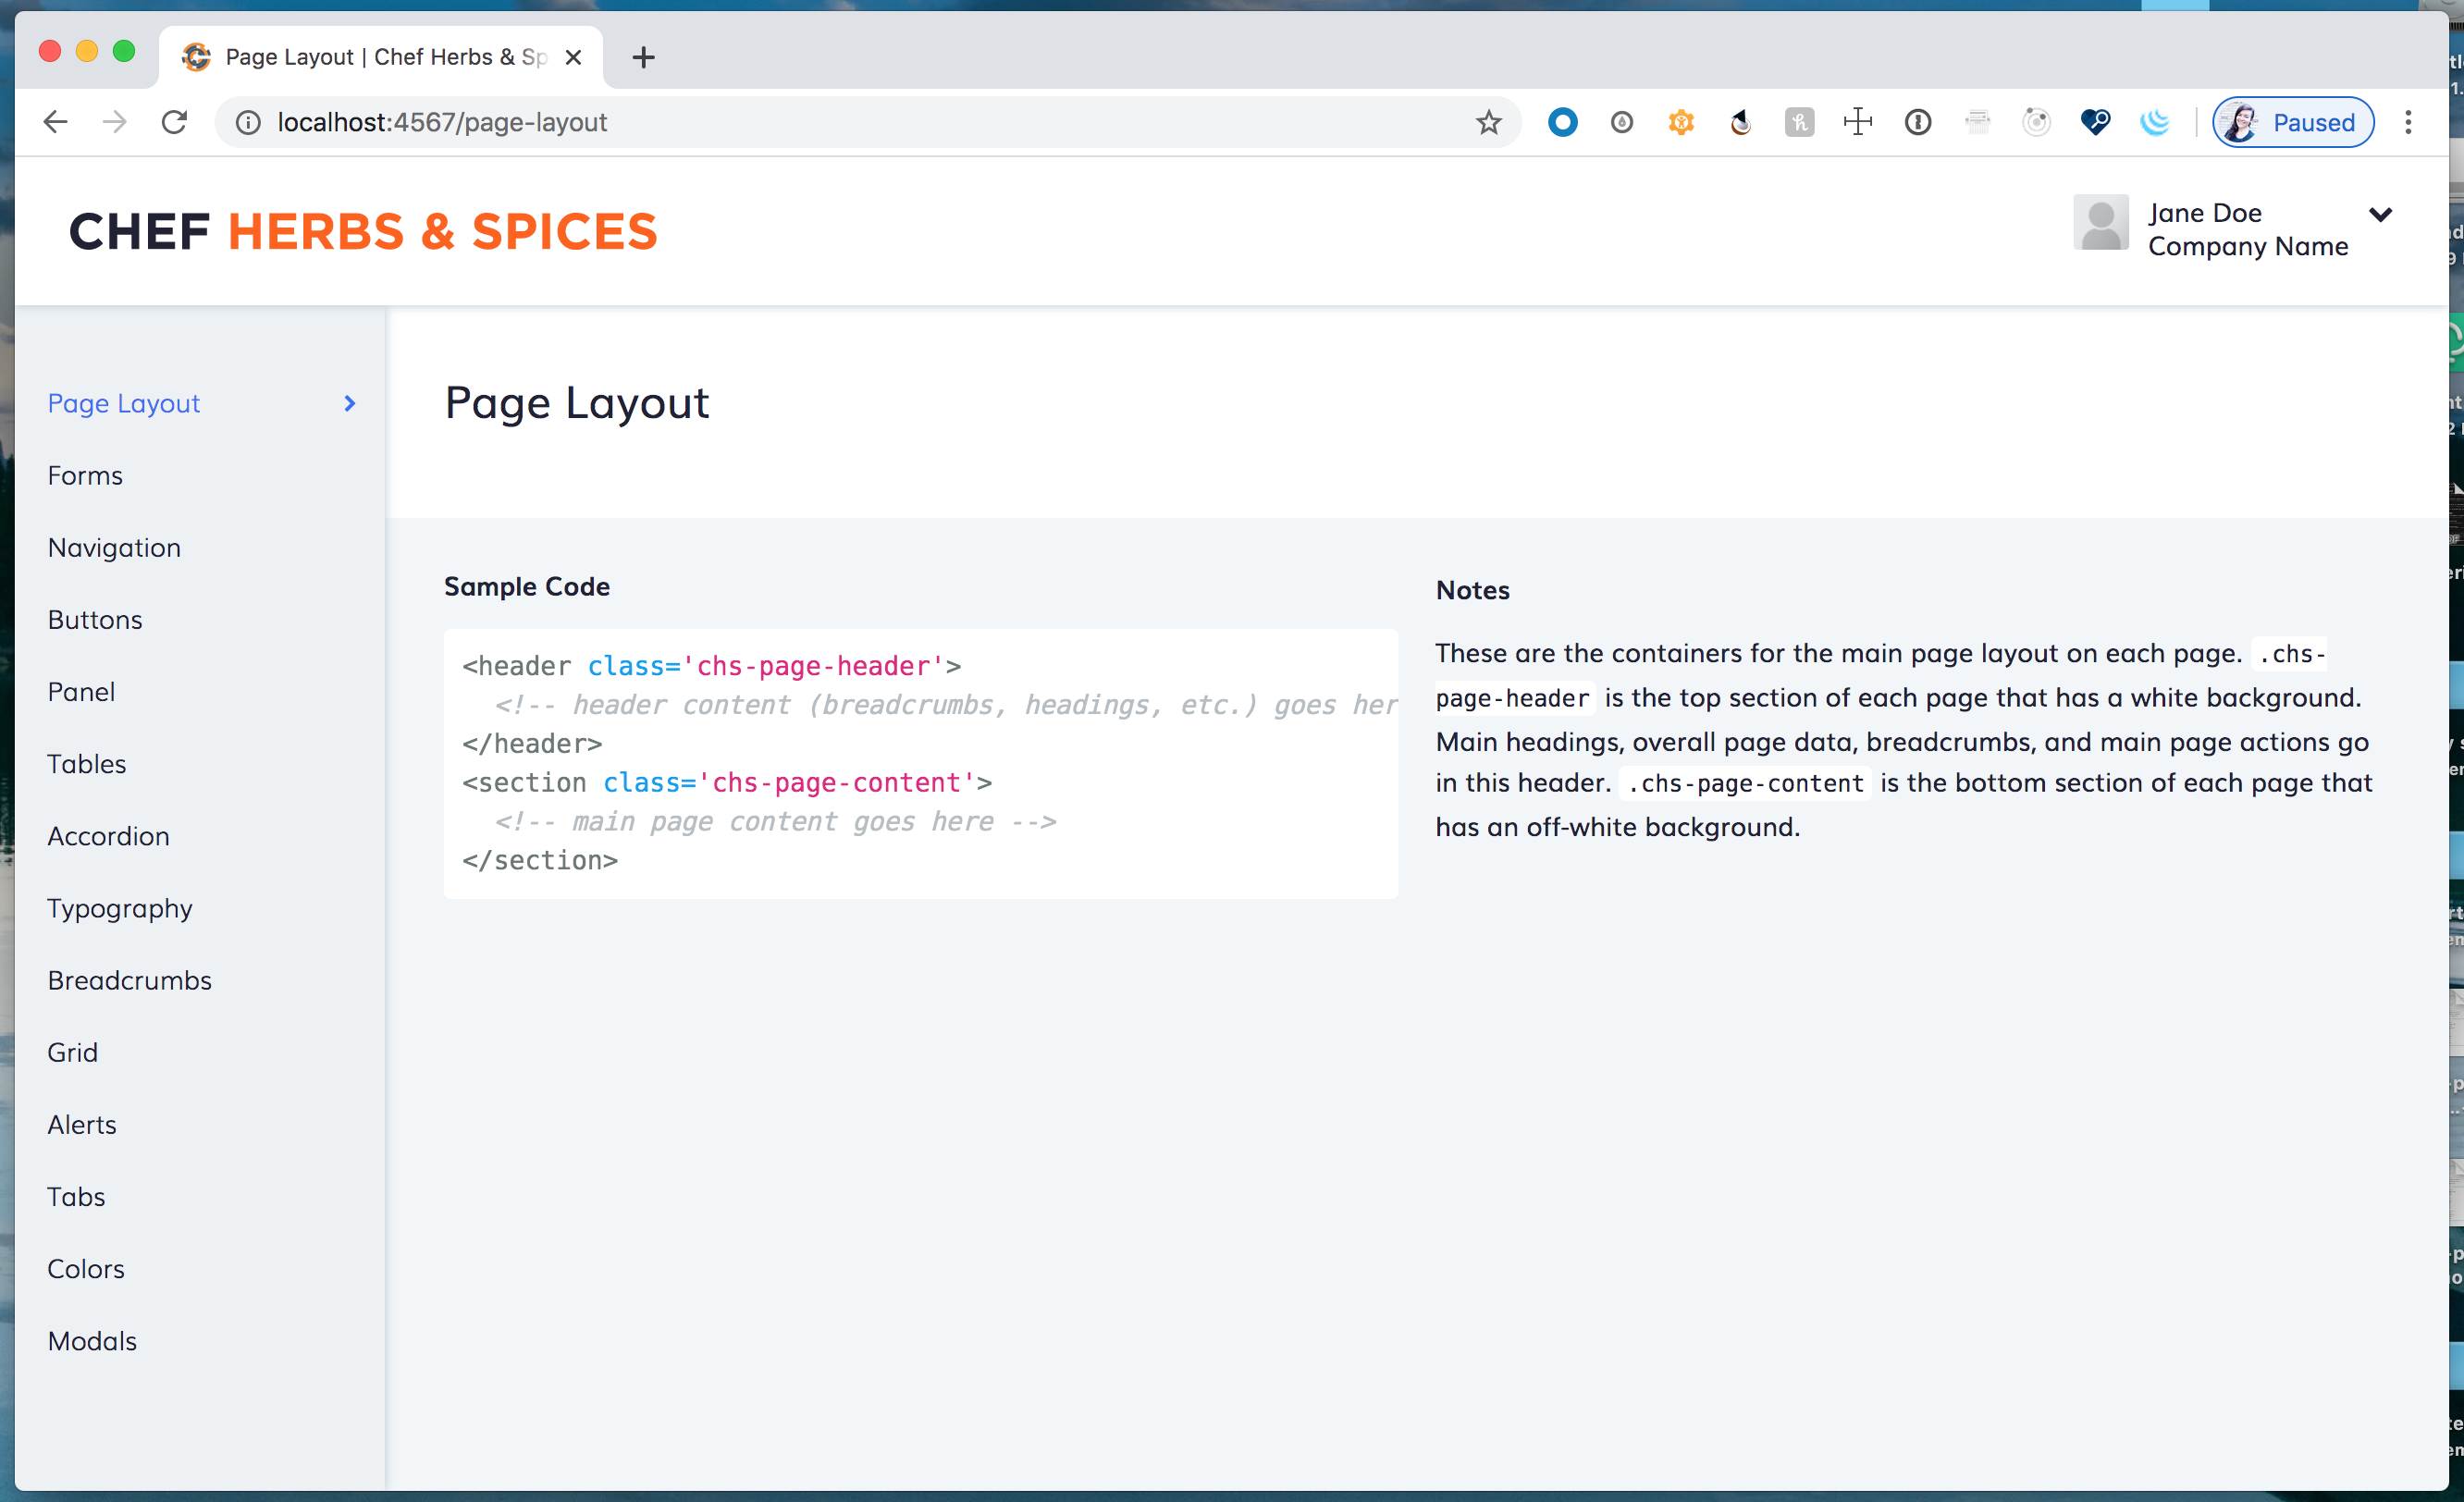 Page Layout | Chef Herbs & Sp
localhost:4567/page-layout
Paused
CHEF HERBS & SPICES
Jane Doe
Company Name
Page Layout
Forms
Navigation
Buttons
Panel
Tables
Accordion
Typography
Breadcrumbs
Grid
Alerts
Tabs
Colors
Modals
Page Layout
Sample Code
<header class='chs-page-header'>
<!-- header content (breadcrumbs, headings, etc.) goes her
</header>
<section class='chs-page-content'>
<!-- main page content goes here -->
</section>
Notes
These are the containers for the main page layout on each page. .chs-
page-header is the top section of each page that has a white background.
Main headings, overall page data, breadcrumbs, and main page actions go
in this header. .chs-page-content is the bottom section of each page that
has an off-white background.